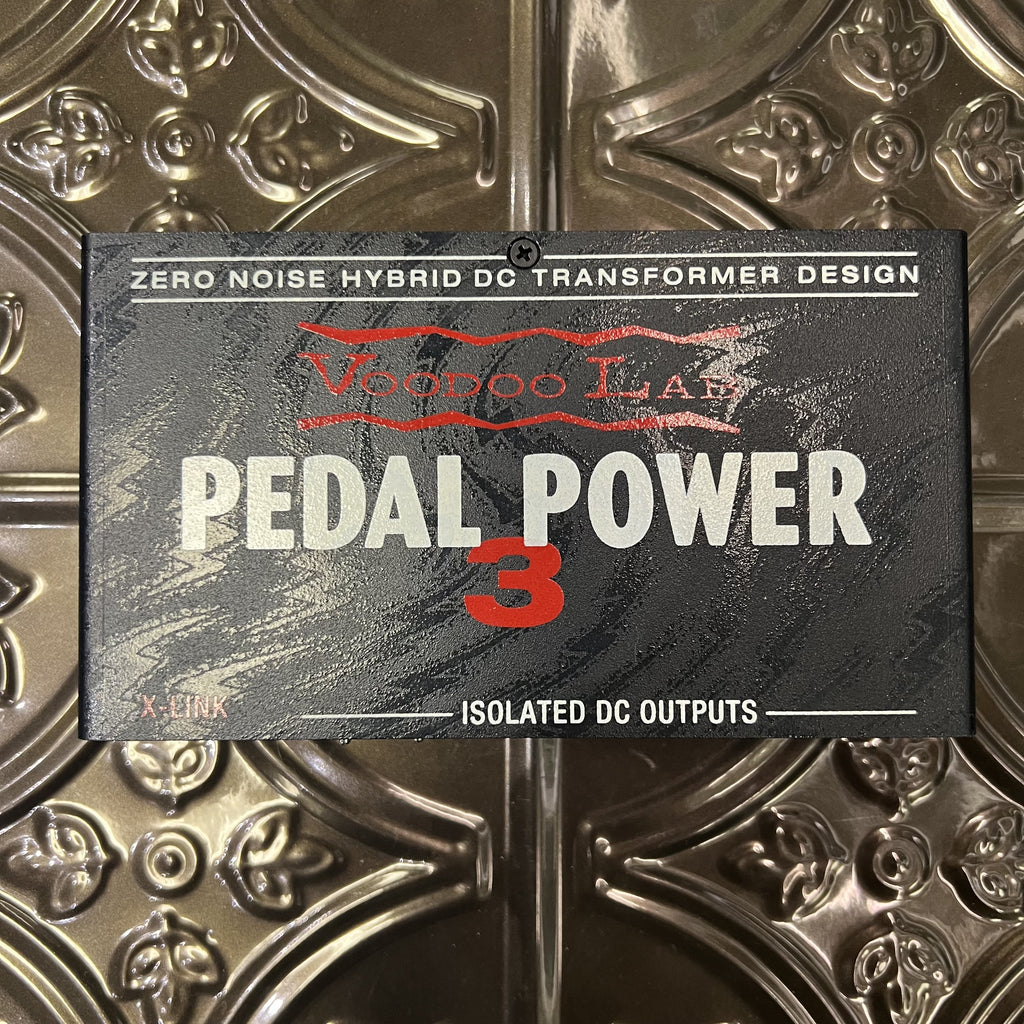 ZERO NOISE HYBRID DC TRANSFORMER DESIGN
VOODOO LAB
PEDAL POWER
3
X-LINK
ISOLATED DC OUTPUTS